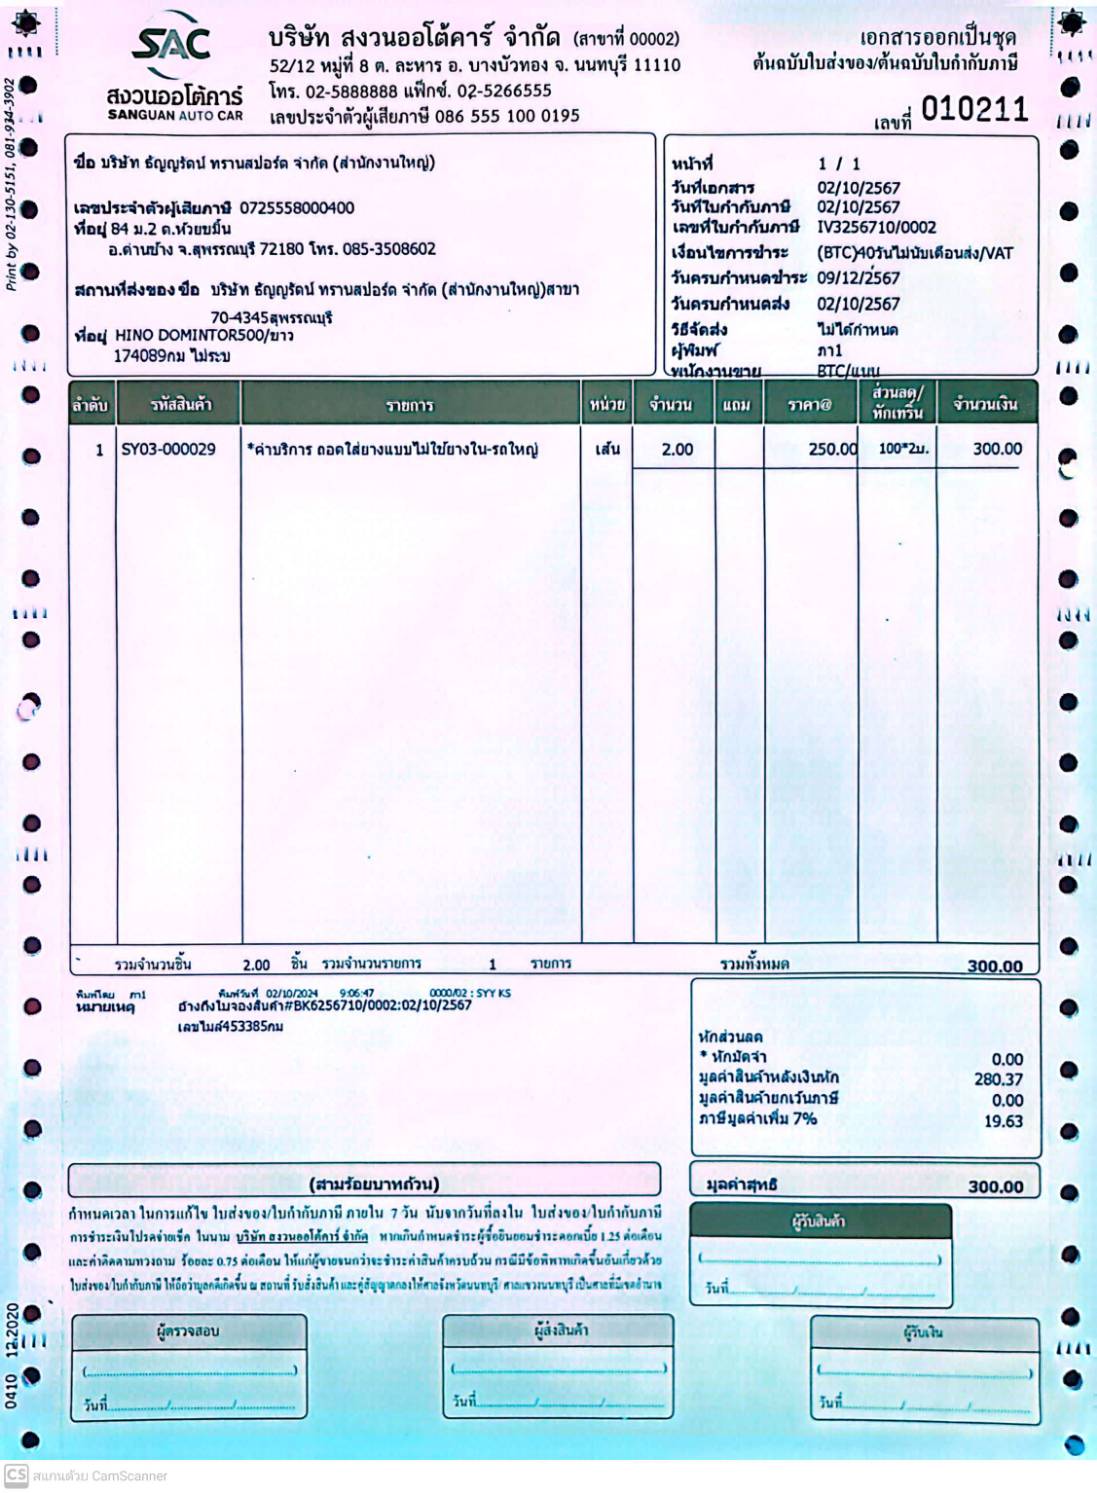 SAC
สงวนออโต้คาร์
SANGUAN AUTO CAR
บริษัท สงวนออโต้คาร์ จำกัด (สาขาที่ 00002)
52/12 หมู่ที่ 8 ต. ละหาร อ. บางบัวทอง จ. นนทบุรี 11110
โทร. 02-5888888 แฟ็กซ์. 02-5266555
เลขประจำตัวผู้เสียภาษี 086 555 100 0195
เอกสารออกเป็นชุด
ต้นฉบับใบส่งของ/ต้นฉบับใบกำกับภาษี
เลขที่ 010211
Print by 02-130-5151, 081-934-3902
ชื่อ บริษัท ธัญญรัตน์ ทรานสปอร์ต จำกัด (สำนักงานใหญ่)
เลขประจำตัวผู้เสียภาษี 0725558000400
ที่อยู่ 84 ม.2 ต.ห้วยขมิ้น
อ.ด่านช้าง จ.สุพรรณบุรี 72180 โทร. 085-3508602
สถานที่ส่งของ ชื่อ บริษัท ธัญญรัตน์ ทรานสปอร์ต จำกัด (สำนักงานใหญ่)สาขา
70-4345สุพรรณบุรี
ที่อยู่ HINO DOMINTOR500/ขาว
174089กม ไม่ระบ
หน้าที่ 1 / 1
วันที่เอกสาร 02/10/2567
วันที่ใบกำกับภาษี 02/10/2567
เลขที่ใบกำกับภาษี IV3256710/0002
เงื่อนไขการชำระ (BTC)40วันไม่นับเดือนส่ง/VAT
วันครบกำหนดชำระ 09/12/2567
วันครบกำหนดส่ง 02/10/2567
วิธีจัดส่ง ไม่ได้กำหนด
ผู้พิมพ์ ภา1
พนักงานขาย BTC/แนน
ลำดับ รหัสสินค้า รายการ หน่วย จำนวน แถม ราคา@ ส่วนลด/หักเทริ์น จำนวนเงิน
1 SY03-000029 *ค่าบริการ ถอดใส่ยางแบบไม่ใช้ยางใน-รถใหญ่ เส้น 2.00 250.00 100*2บ. 300.00
รวมจำนวนชิ้น 2.00 ชิ้น รวมจำนวนรายการ 1 รายการ รวมทั้งหมด 300.00
พิมพ์โดย ภา1 พิมพ์วันที่ 02/10/2024 9:06:47 0000/02 : SYY KS
หมายเหตุ อ้างถึงใบจองสินค้า#BK6256710/0002:02/10/2567
เลขไมล์453385กม
หักส่วนลด
* หักมัดจำ 0.00
มูลค่าสินค้าหลังเงินหัก 280.37
มูลค่าสินค้ายกเว้นภาษี 0.00
ภาษีมูลค่าเพิ่ม 7% 19.63
(สามร้อยบาทถ้วน)
มูลค่าสุทธิ 300.00
กำหนดเวลา ในการแก้ไข ใบส่งของ/ใบกำกับภาษี ภายใน 7 วัน นับจากวันที่ลงใน ใบส่งของ/ใบกำกับภาษี
การชำระเงินโปรดจ่ายเช็ค ในนาม บริษัท สงวนออโต้คาร์ จำกัด หากเกินกำหนดชำระผู้ซื้อยินยอมชำระดอกเบี้ย 1.25 ต่อเดือน
และค่าติดตามทวงถาม ร้อยละ 0.75 ต่อเดือน ให้แก่ผู้ขายจนกว่าจะชำระค่าสินค้าครบถ้วน กรณีมีข้อพิพาทเกิดขึ้นอันเกี่ยวด้วย
ใบส่งของ/ใบกำกับภาษี ให้ถือว่ามูลคดีเกิดขึ้น ณ สถานที่ รับสั่งสินค้า และคู่สัญญาตกลงให้ศาลจังหวัดนนทบุรี ศาลแขวงนนทบุรี เป็นศาลที่มีเขตอำนาจ
ผู้รับสินค้า
(....................)
วันที่........../........../..........
ผู้ตรวจสอบ ผู้ส่งสินค้า ผู้รับเงิน
(....................) (....................) (....................)
วันที่........../........../.......... วันที่........../........../.......... วันที่........../........../..........
0410 12.2020
CS สแกนด้วย CamScanner